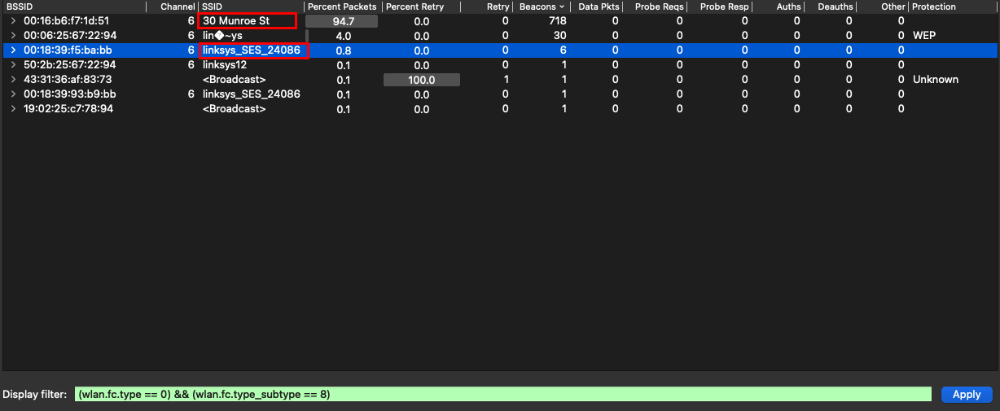 BSSID Channel SSID Percent Packets Percent Retry Retry Beacons Data Pkts Probe Reqs Probe Resp Auths Deauths Other Protection
00:16:b6:f7:1d:51 6 30 Munroe St 94.7 0.0 0 718 0 0 0 0 0 0
00:06:25:67:22:94 6 lin�~ys 4.0 0.0 0 30 0 0 0 0 0 0 WEP
00:18:39:f5:ba:bb 6 linksys_SES_24086 0.8 0.0 0 6 0 0 0 0 0 0
50:2b:25:67:22:94 6 linksys12 0.1 0.0 0 1 0 0 0 0 0 0
43:31:36:af:83:73 <Broadcast> 0.1 100.0 1 1 0 0 0 0 0 0 Unknown
00:18:39:93:b9:bb 6 linksys_SES_24086 0.1 0.0 0 1 0 0 0 0 0 0
19:02:25:c7:78:94 <Broadcast> 0.1 0.0 0 1 0 0 0 0 0 0
Display filter: (wlan.fc.type == 0) && (wlan.fc.type_subtype == 8) Apply